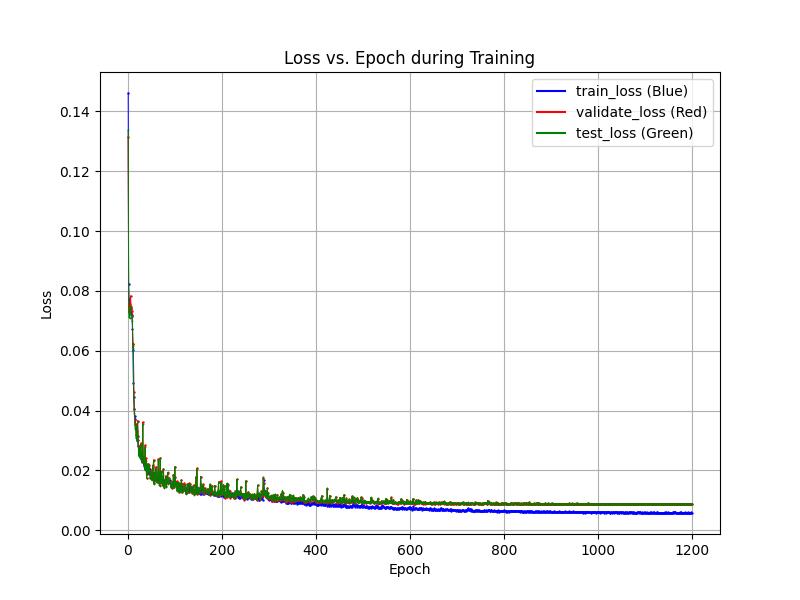 Loss vs. Epoch during Training
train_loss (Blue)
validate_loss (Red)
test_loss (Green)
0.14
0.12
0.10
0.08
0.06
0.04
0.02
0.00
Loss
0 200 400 600 800 1000 1200
Epoch